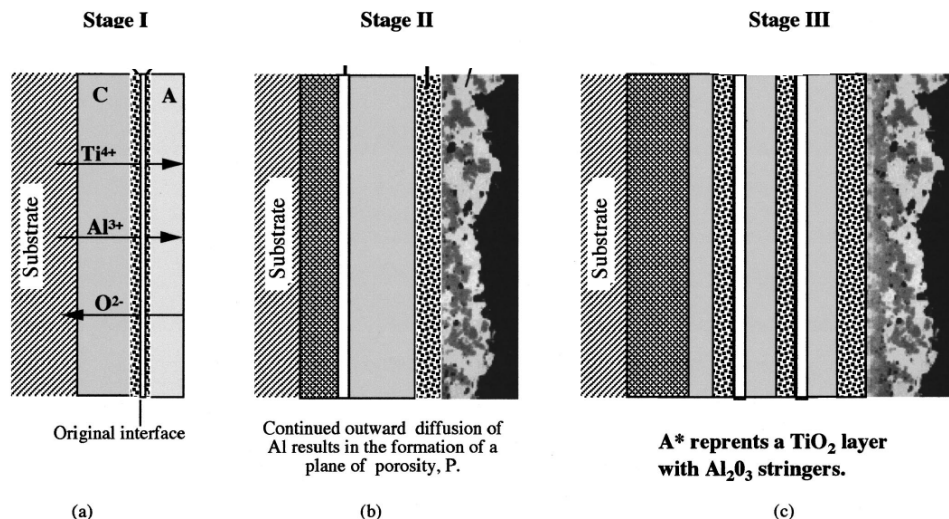 Stage I
Stage II
Stage III
C
A
Ti4+
Al3+
O2-
Substrate
Original interface
Substrate
Continued outward diffusion of
Al results in the formation of a
plane of porosity, P.
Substrate
A* reprents a TiO2 layer
with Al203 stringers.
(a)
(b)
(c)